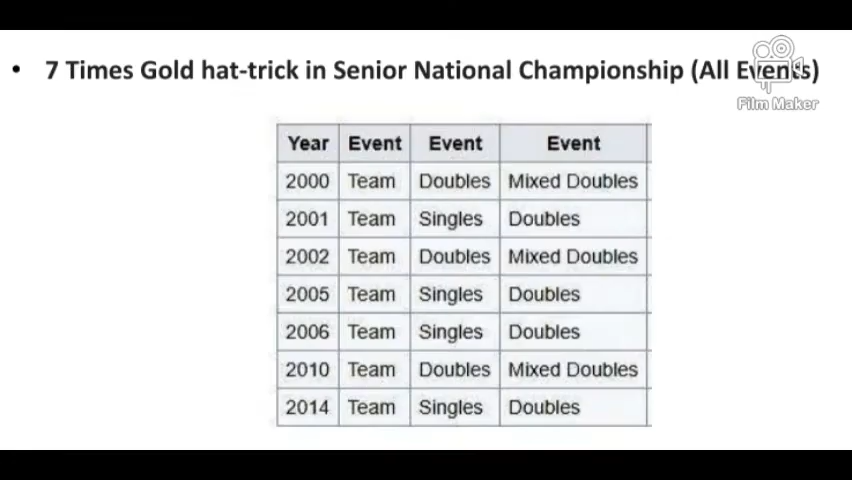 • 7 Times Gold hat-trick in Senior National Championship (All Events)
Film Maker
Year Event Event Event
2000 Team Doubles Mixed Doubles
2001 Team Singles Doubles
2002 Team Doubles Mixed Doubles
2005 Team Singles Doubles
2006 Team Singles Doubles
2010 Team Doubles Mixed Doubles
2014 Team Singles Doubles